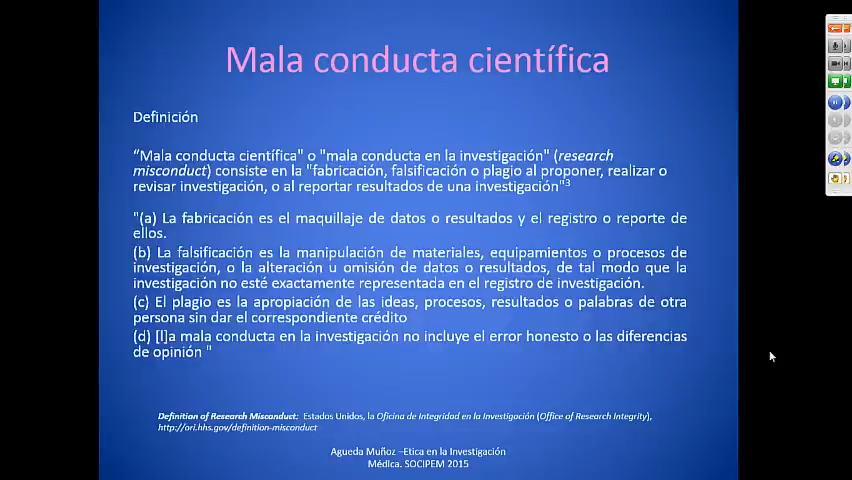 Mala conducta científica
Definición
“Mala conducta científica" o "mala conducta en la investigación" (research
misconduct) consiste en la "fabricación, falsificación o plagio al proponer, realizar o
revisar investigación, o al reportar resultados de una investigación"³
"(a) La fabricación es el maquillaje de datos o resultados y el registro o reporte de
ellos.
(b) La falsificación es la manipulación de materiales, equipamientos o procesos de
investigación, o la alteración u omisión de datos o resultados, de tal modo que la
investigación no esté exactamente representada en el registro de investigación.
(c) El plagio es la apropiación de las ideas, procesos, resultados o palabras de otra
persona sin dar el correspondiente crédito
(d) [l]a mala conducta en la investigación no incluye el error honesto o las diferencias
de opinión "
Definition of Research Misconduct: Estados Unidos, la Oficina de Integridad en la Investigación (Office of Research Integrity),
http://ori.hhs.gov/definition-misconduct
Agueda Muñoz –Etica en la Investigación
Médica. SOCIPEM 2015